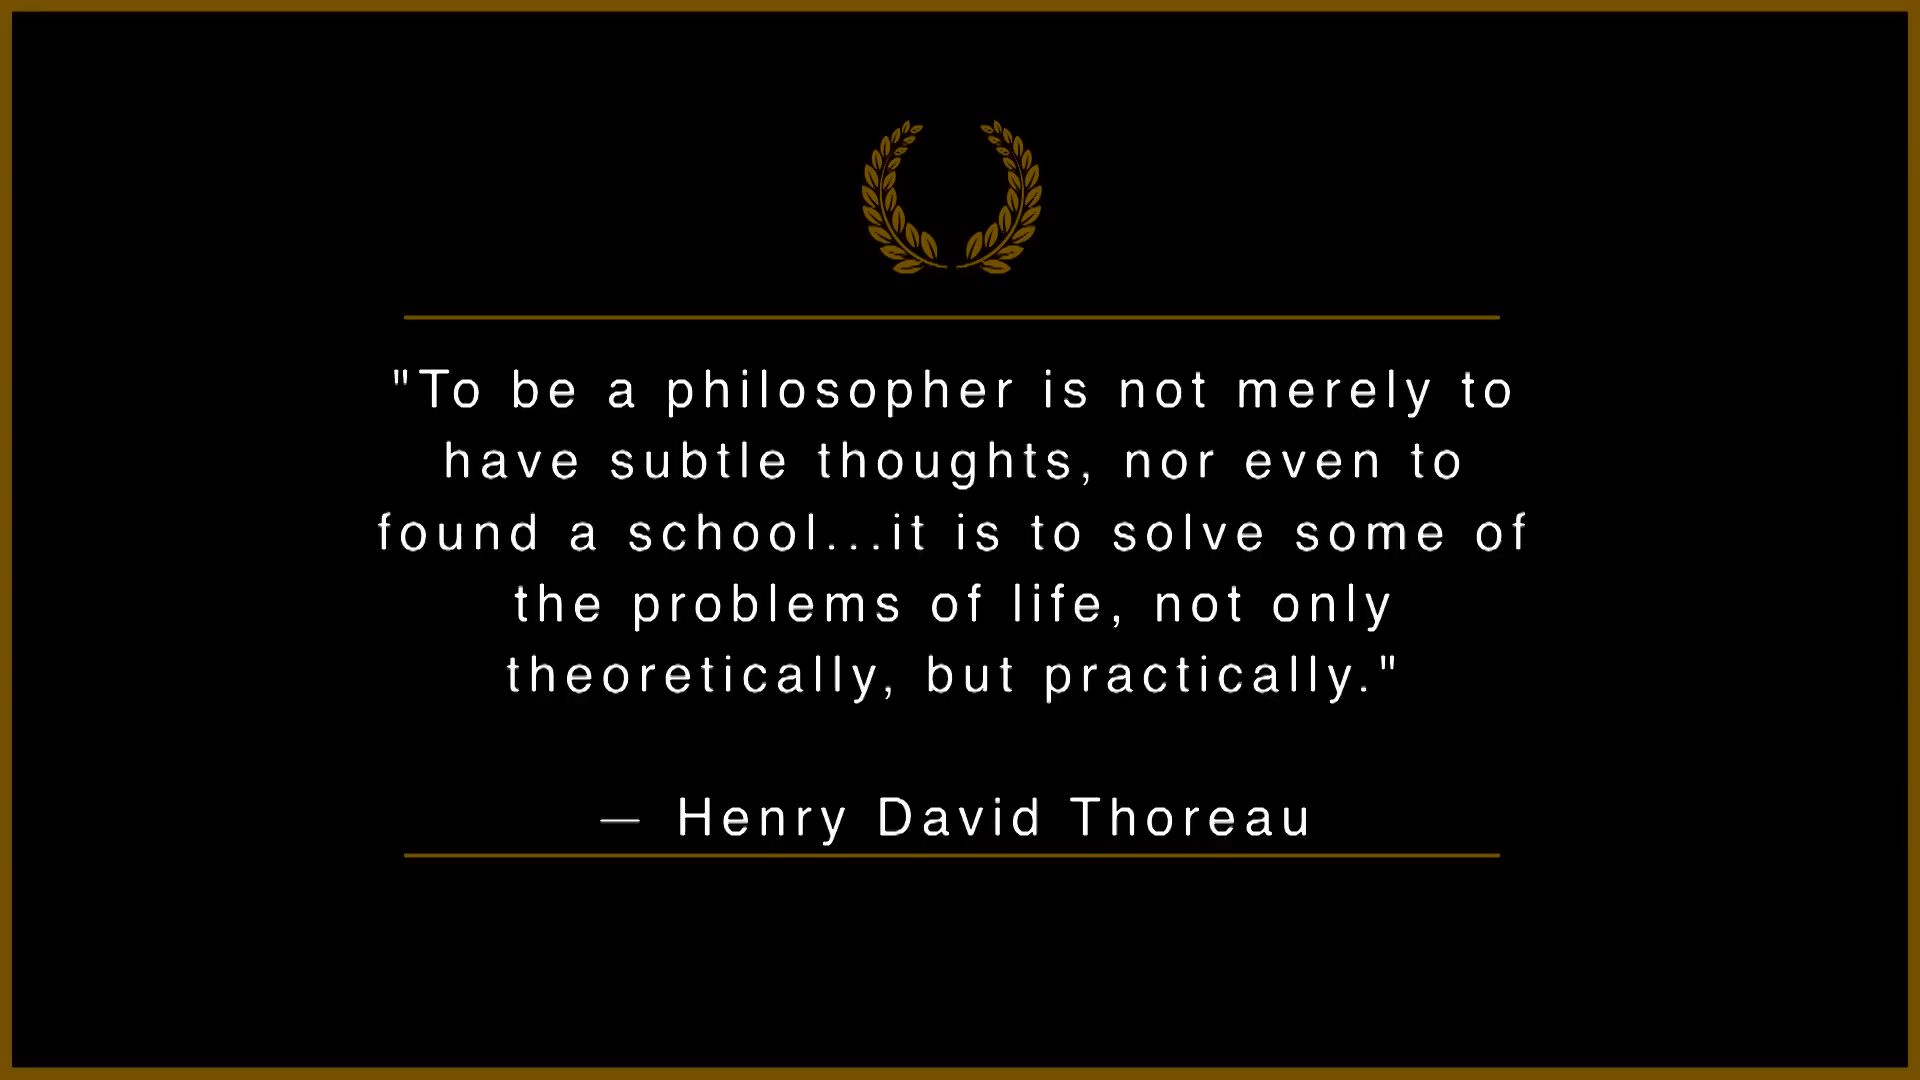 "To be a philosopher is not merely to
have subtle thoughts, nor even to
found a school...it is to solve some of
the problems of life, not only
theoretically, but practically."
— Henry David Thoreau